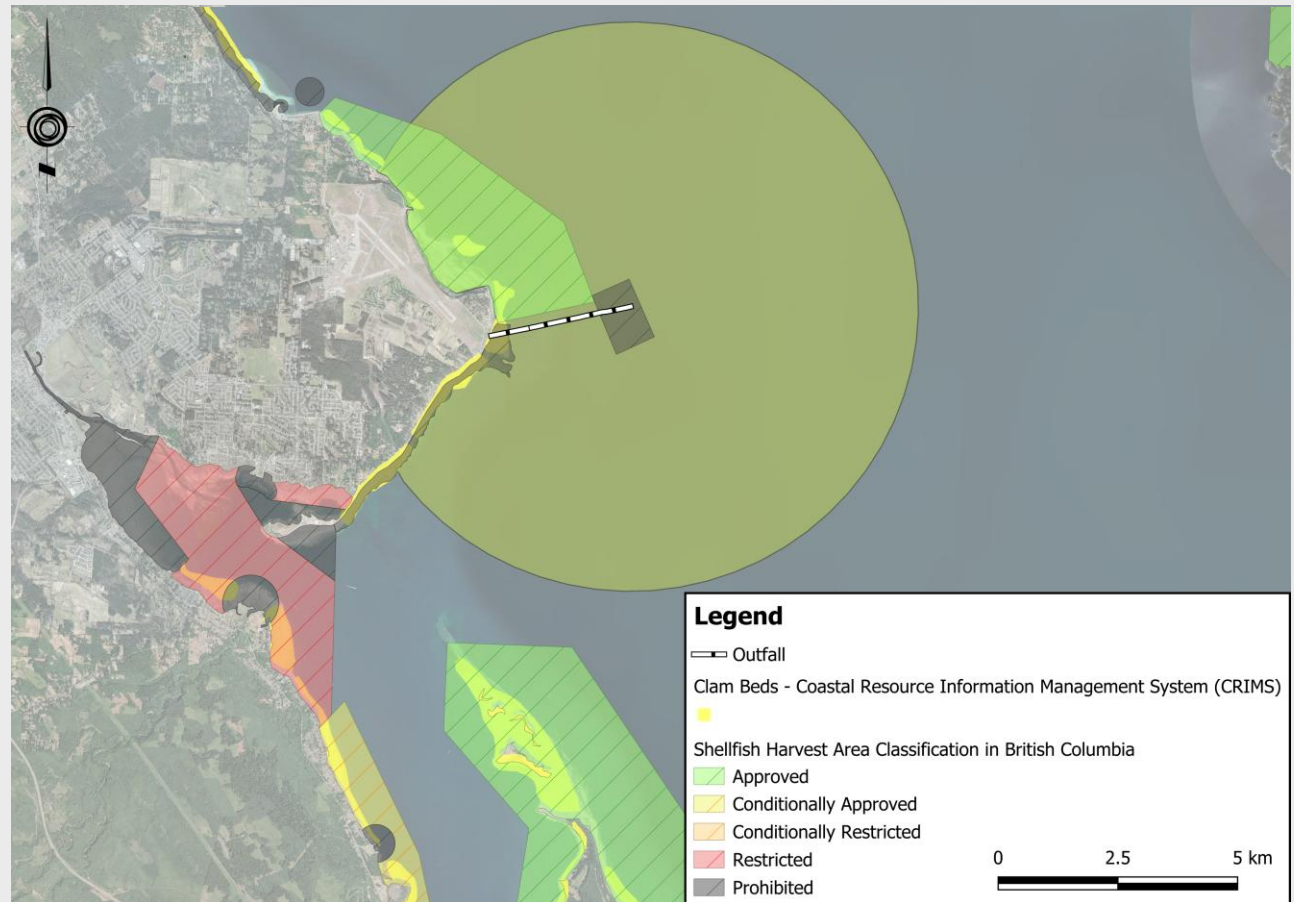 Legend
Outfall
Clam Beds - Coastal Resource Information Management System (CRIMS)
Shellfish Harvest Area Classification in British Columbia
Approved
Conditionally Approved
Conditionally Restricted
Restricted
Prohibited
0 2.5 5 km